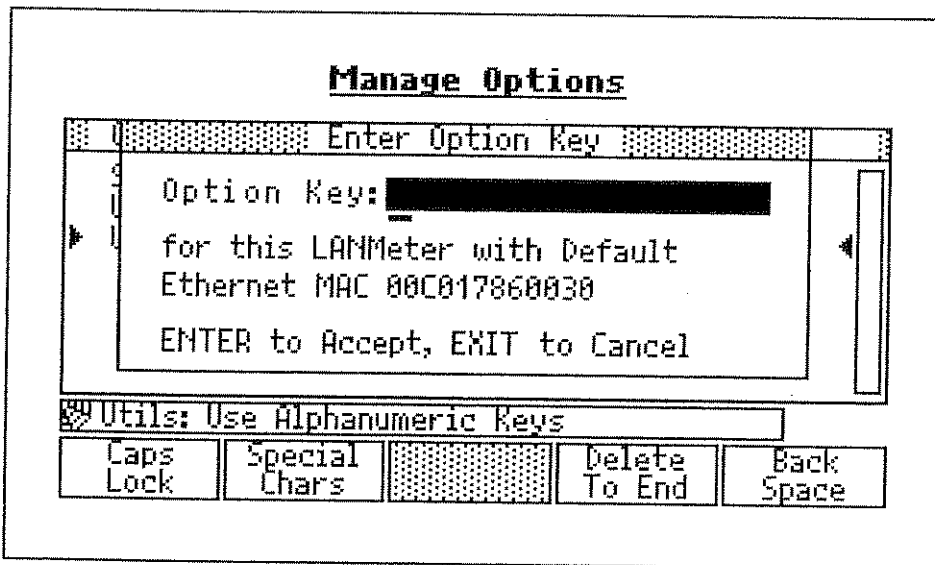 Manage Options
Enter Option Key
Option Key:
for this LANMeter with Default
Ethernet MAC 00C017860030
ENTER to Accept, EXIT to Cancel
Utils: Use Alphanumeric Keys
Caps Lock
Special Chars
Delete To End
Back Space